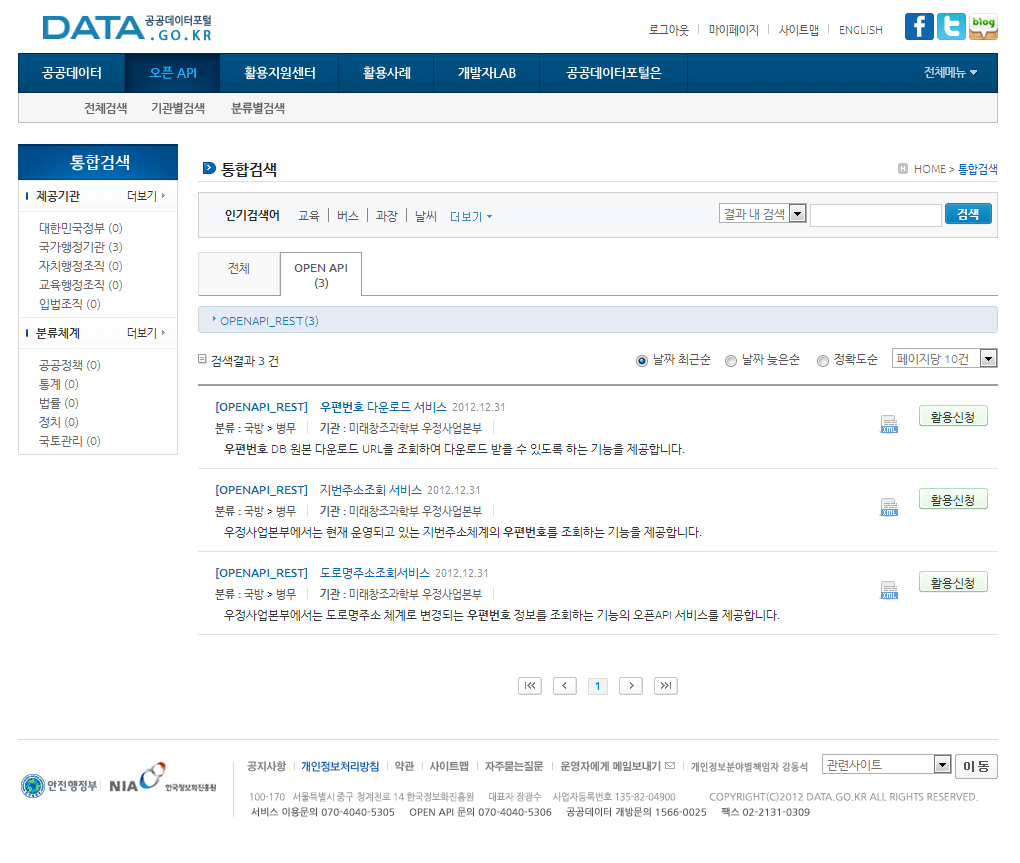 DATA 공공데이터포털 .GO.KR
로그아웃 마이페이지 사이트맵 ENGLISH
blog
공공데이터 오픈 API 활용지원센터 활용사례 개발자LAB 공공데이터포털은 전체메뉴
전체검색 기관별검색 분류별검색
통합검색
제공기관 더보기
대한민국정부 (0)
국가행정기관 (3)
자치행정조직 (0)
교육행정조직 (0)
입법조직 (0)
분류체계 더보기
공공정책 (0)
통계 (0)
법률 (0)
정치 (0)
국토관리 (0)
통합검색 H HOME > 통합검색
인기검색어 교육 버스 과장 날씨 더보기 결과 내 검색 검색
전체 OPEN API
(3)
OPENAPI_REST(3)
검색결과 3 건 날짜 최근순 날짜 늦은순 정확도순 페이지당 10건
[OPENAPI_REST] 우편번호 다운로드 서비스 2012.12.31
분류 : 국방 > 병무 기관 : 미래창조과학부 우정사업본부 XML 활용신청
우편번호 DB 원본 다운로드 URL을 조회하여 다운로드 받을 수 있도록 하는 기능을 제공합니다.
[OPENAPI_REST] 지번주소조회 서비스 2012.12.31
분류 : 국방 > 병무 기관 : 미래창조과학부 우정사업본부 XML 활용신청
우정사업본부에서는 현재 운영되고 있는 지번주소체계의 우편번호를 조회하는 기능을 제공합니다.
[OPENAPI_REST] 도로명주소조회서비스 2012.12.31
분류 : 국방 > 병무 기관 : 미래창조과학부 우정사업본부 XML 활용신청
우정사업본부에서는 도로명주소 체계로 변경되는 우편번호 정보를 조회하는 기능의 오픈API 서비스를 제공합니다.
1
안전행정부 NIA 한국정보화진흥원
공지사항 개인정보처리방침 약관 사이트맵 자주묻는질문 운영자에게 메일보내기 개인정보분야별책임자 강동석 관련사이트 이동
100-170 서울특별시 중구 청계천로 14 한국정보화진흥원 대표자 장광수 사업자등록번호 135-82-04900 COPYRIGHT(C)2012 DATA.GO.KR ALL RIGHTS RESERVED.
서비스 이용문의 070-4040-5305 OPEN API 문의 070-4040-5306 공공데이터 개방문의 1566-0025 팩스 02-2131-0309